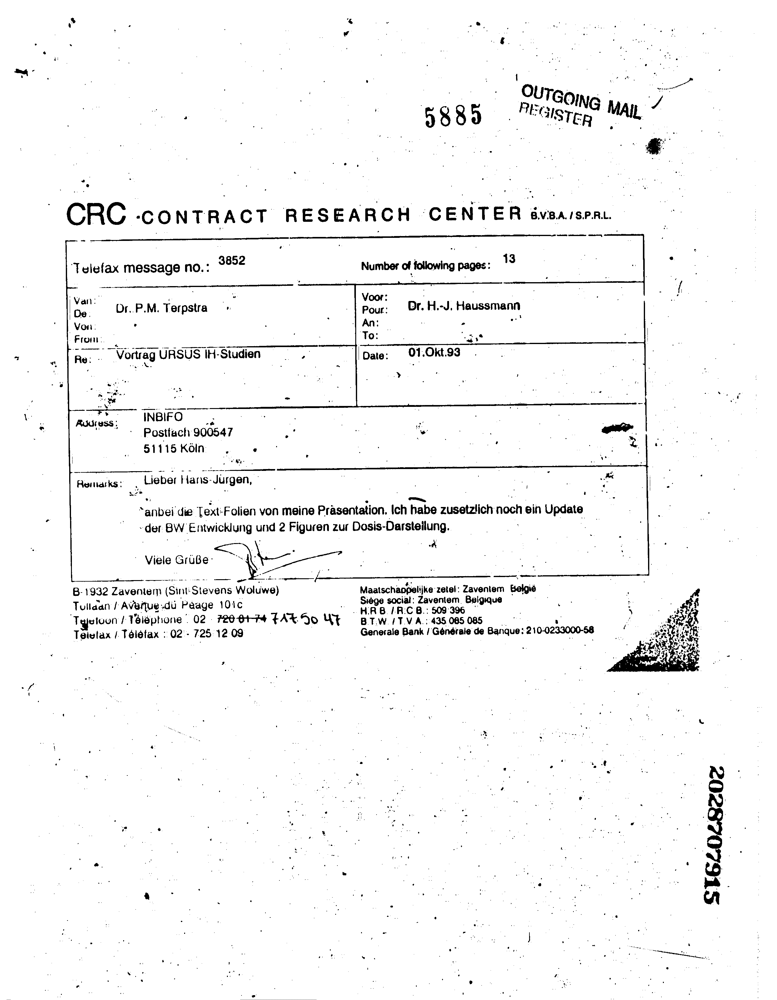 5885
OUTGOING MAIL
REGISTER
CRC - CONTRACT RESEARCH CENTER B.V.B.A. / S.P.R.L.
Telefax message no.: 3852
Number of following pages: 13
Van:
De:
Von:
From:
Dr. P.M. Terpstra
Voor:
Pour:
An:
To:
Dr. H.-J. Haussmann
Re: Vortrag URSUS IH-Studien
Date: 01.Okt.93
Address: INBIFO
Postfach 900547
51115 Köln
Remarks: Lieber Hans-Jürgen,
anbei die Text-Folien von meine Präsentation. Ich habe zusetzlich noch ein Update
der BW Entwicklung und 2 Figuren zur Dosis-Darstellung.
Viele Grüße
B-1932 Zaventem (Sint-Stevens Woluwe)
Tollaan / Avenue du Péage 101c
Telefoon / Téléphone : 02 - 720 01 74 717 50 47
Telefax / Téléfax : 02 - 725 12 09
Maatschappelijke zetel: Zaventem België
Siége social: Zaventem Belgique
H.R.B. / R.C.B.: 509 396
B.T.W. / T.V.A.: 435 065 085
Generale Bank / Générale de Banque: 210-0233000-58
2028707915